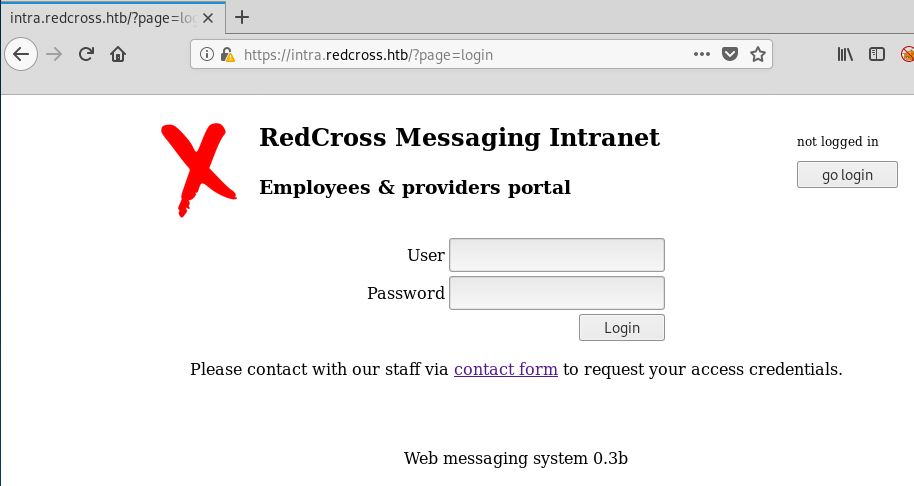 intra.redcross.htb/?page=log
https://intra.redcross.htb/?page=login
RedCross Messaging Intranet
not logged in
go login
Employees & providers portal
User
Password
Login
Please contact with our staff via contact form to request your access credentials.
Web messaging system 0.3b